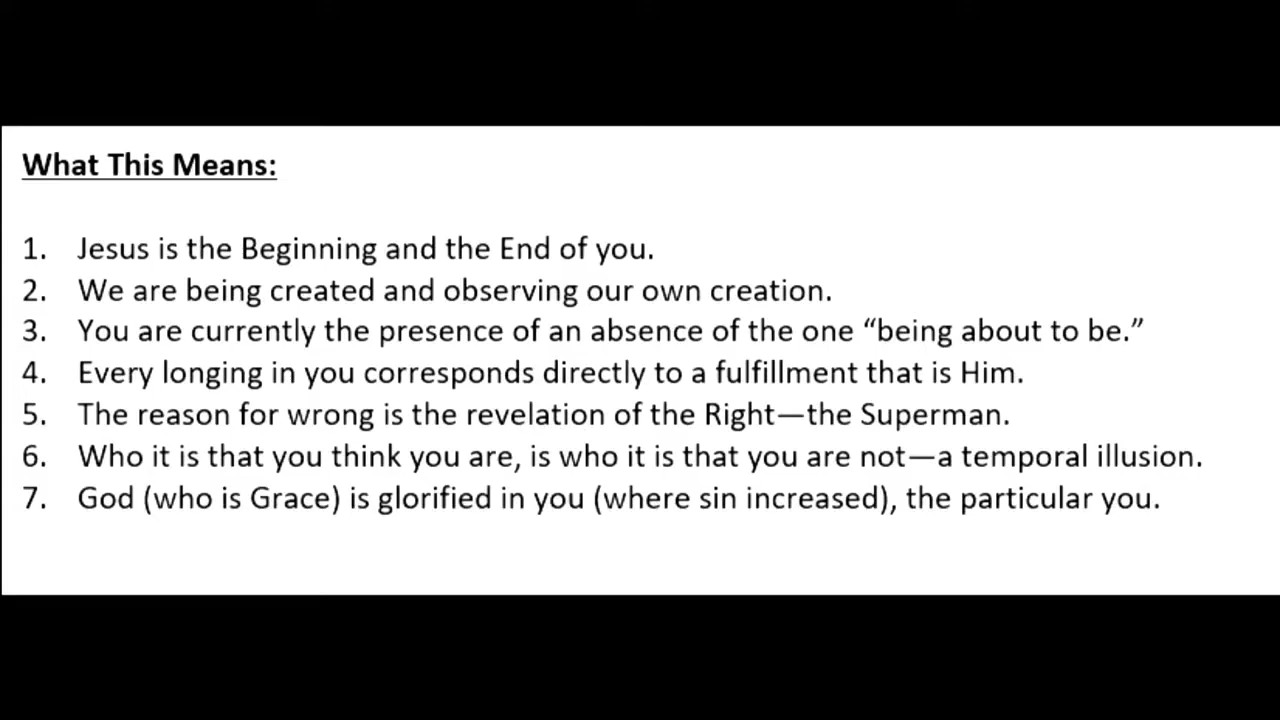 What This Means:
1. Jesus is the Beginning and the End of you.
2. We are being created and observing our own creation.
3. You are currently the presence of an absence of the one “being about to be.”
4. Every longing in you corresponds directly to a fulfillment that is Him.
5. The reason for wrong is the revelation of the Right—the Superman.
6. Who it is that you think you are, is who it is that you are not—a temporal illusion.
7. God (who is Grace) is glorified in you (where sin increased), the particular you.